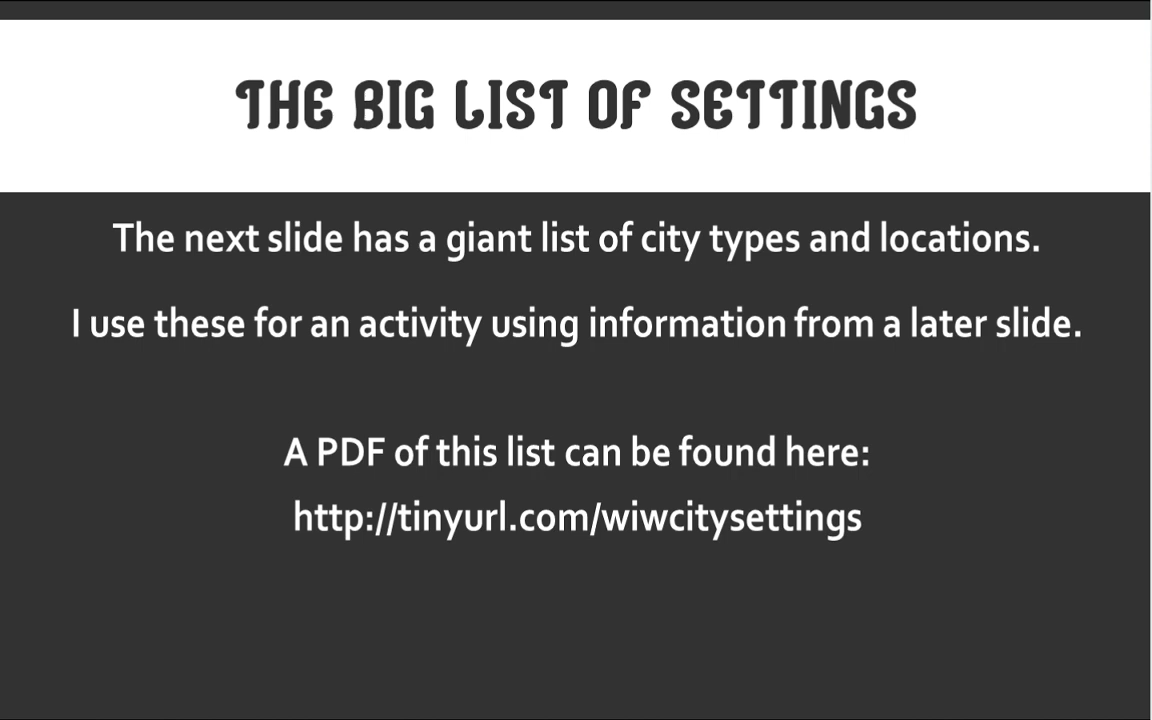 THE BIG LIST OF SETTINGS
The next slide has a giant list of city types and locations.
I use these for an activity using information from a later slide.
A PDF of this list can be found here:
http://tinyurl.com/wiwcitysettings